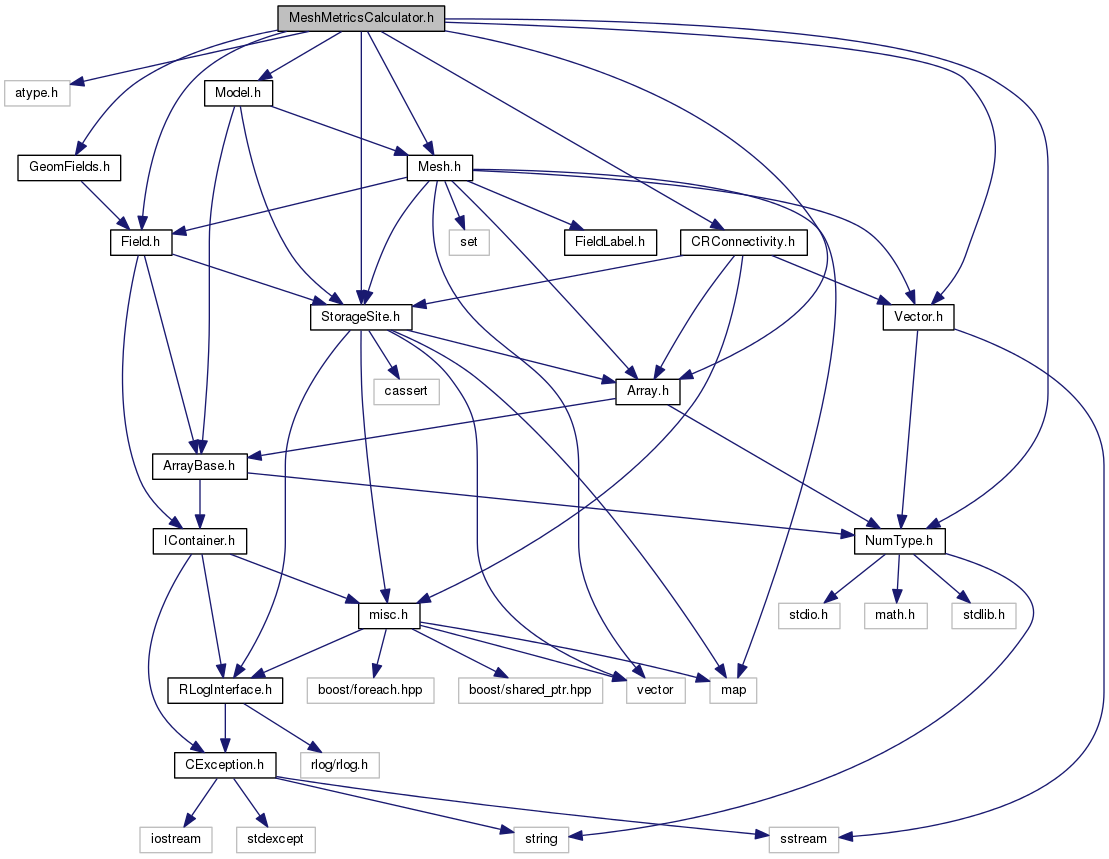 MeshMetricsCalculator.h
atype.h
Model.h
GeomFields.h
Mesh.h
Field.h
set
FieldLabel.h
CRConnectivity.h
StorageSite.h
Vector.h
cassert
Array.h
ArrayBase.h
IContainer.h
NumType.h
misc.h
stdio.h
math.h
stdlib.h
RLogInterface.h
boost/foreach.hpp
boost/shared_ptr.hpp
vector
map
CException.h
rlog/rlog.h
iostream
stdexcept
string
sstream